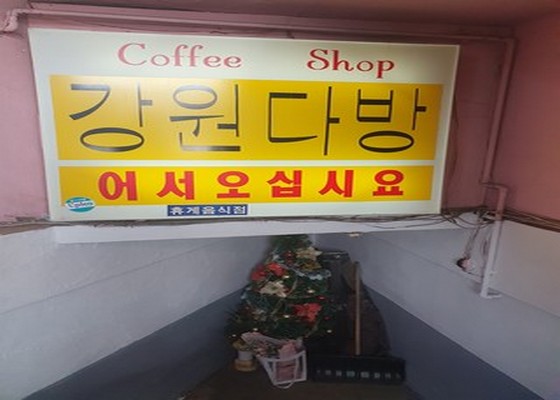 Coffee Shop
강원다방
어서오십시요
휴게음식점